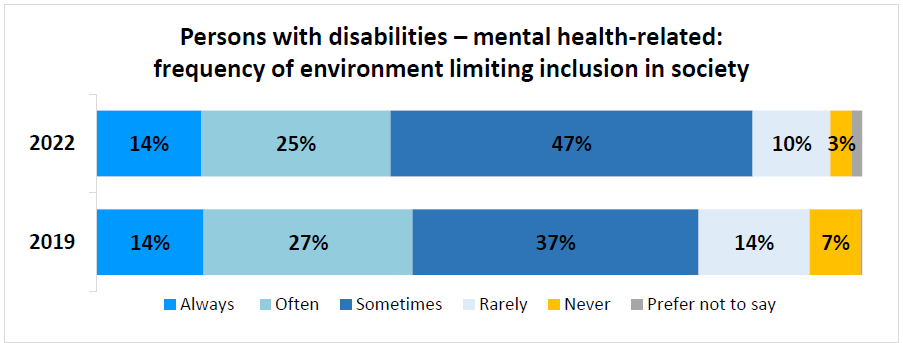 Persons with disabilities – mental health-related:
frequency of environment limiting inclusion in society
2022 14% 25% 47% 10% 3%
2019 14% 27% 37% 14% 7%
Always Often Sometimes Rarely Never Prefer not to say